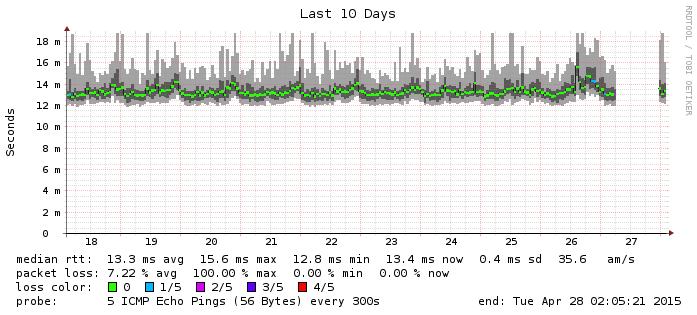 Last 10 Days
RRDTOOL / TOBI OETIKER
Seconds
18 m
16 m
14 m
12 m
10 m
8 m
6 m
4 m
2 m
0
18 19 20 21 22 23 24 25 26 27
median rtt: 13.3 ms avg 15.6 ms max 12.8 ms min 13.4 ms now 0.4 ms sd 35.6 am/s
packet loss: 7.22 % avg 100.00 % max 0.00 % min 0.00 % now
loss color: 0 1/5 2/5 3/5 4/5
probe: 5 ICMP Echo Pings (56 Bytes) every 300s end: Tue Apr 28 02:05:21 2015